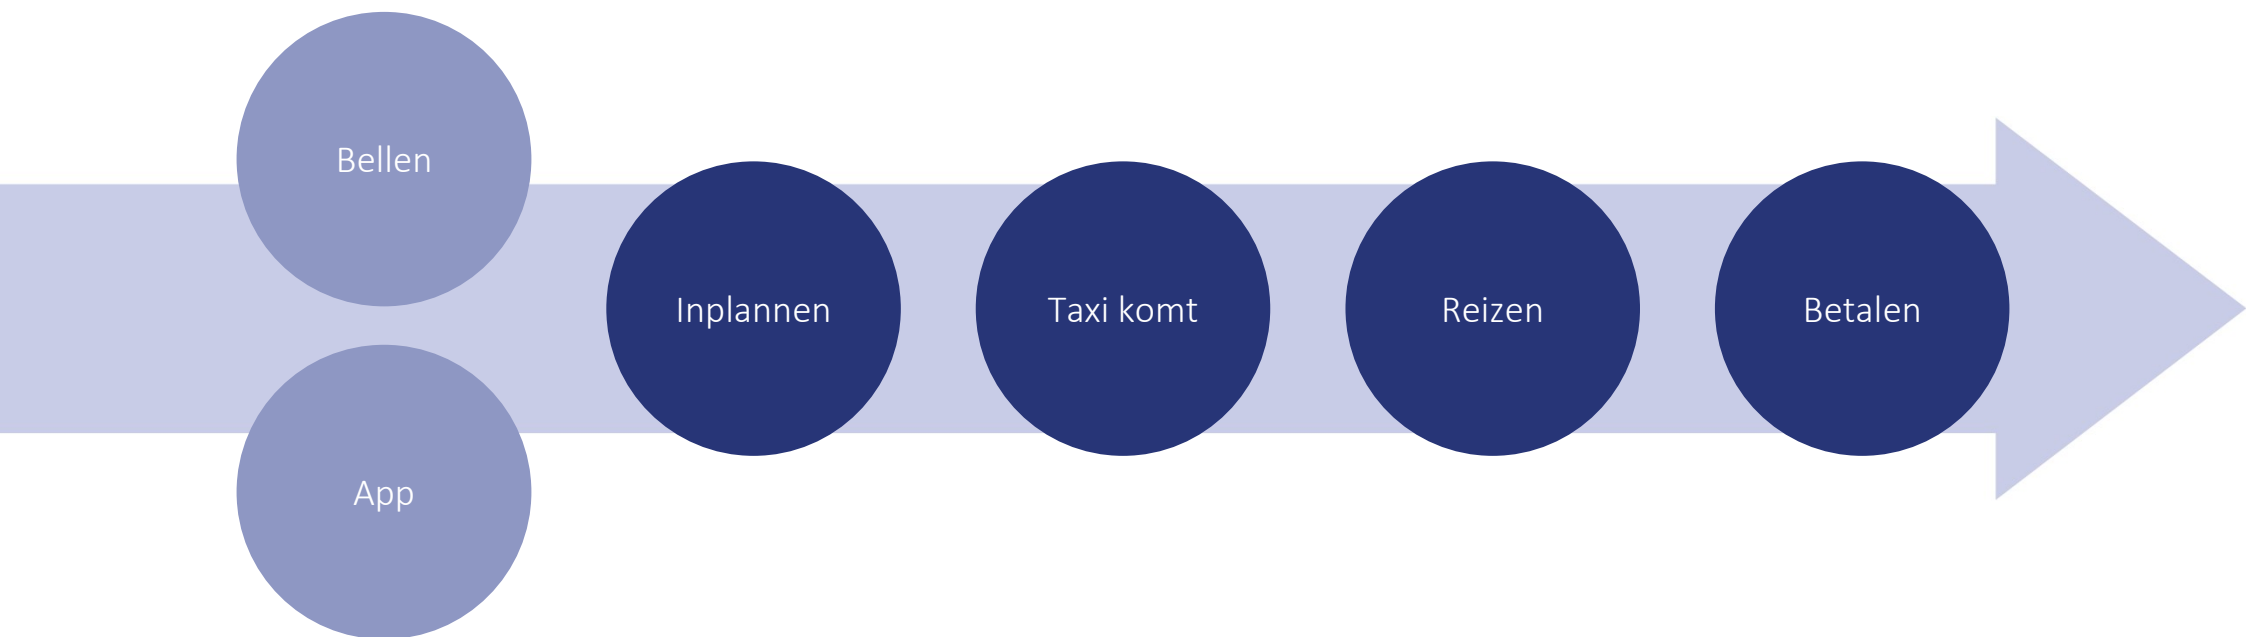 Bellen
App
Inplannen
Taxi komt
Reizen
Betalen